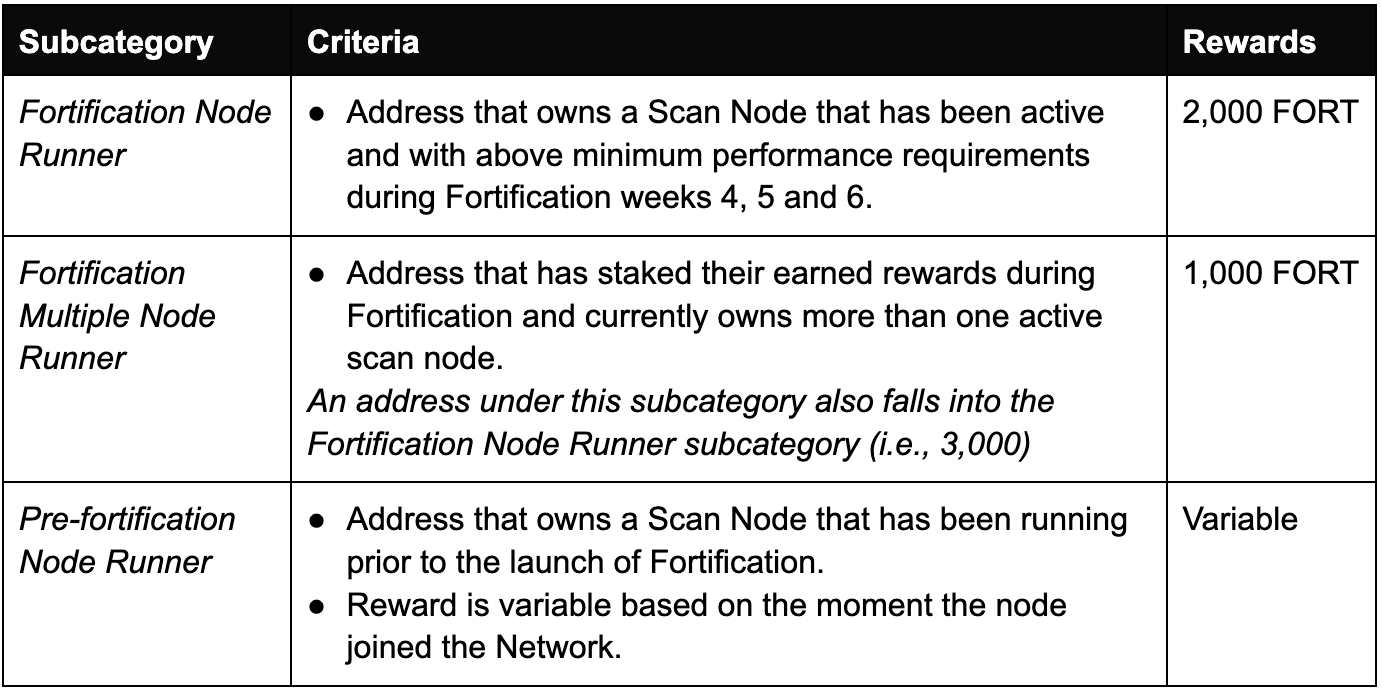 Subcategory
Criteria
Rewards
Fortification Node
Runner
● Address that owns a Scan Node that has been active
and with above minimum performance requirements
during Fortification weeks 4, 5 and 6.
2,000 FORT
Fortification
Multiple Node
Runner
● Address that has staked their earned rewards during
Fortification and currently owns more than one active
scan node.
An address under this subcategory also falls into the
Fortification Node Runner subcategory (i.e., 3,000)
1,000 FORT
Pre-fortification
Node Runner
● Address that owns a Scan Node that has been running
prior to the launch of Fortification.
● Reward is variable based on the moment the node
joined the Network.
Variable